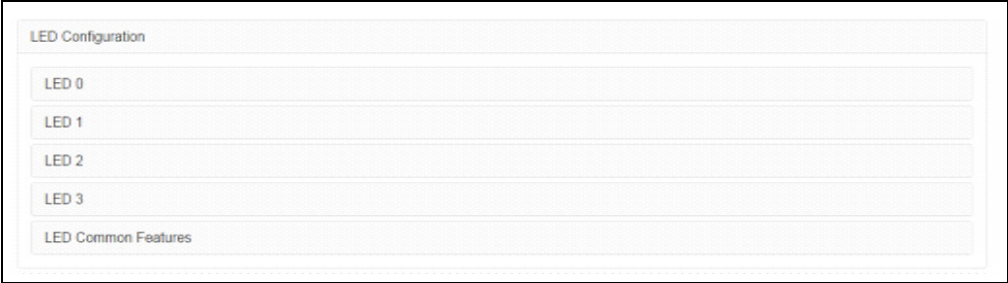 LED Configuration
LED 0
LED 1
LED 2
LED 3
LED Common Features